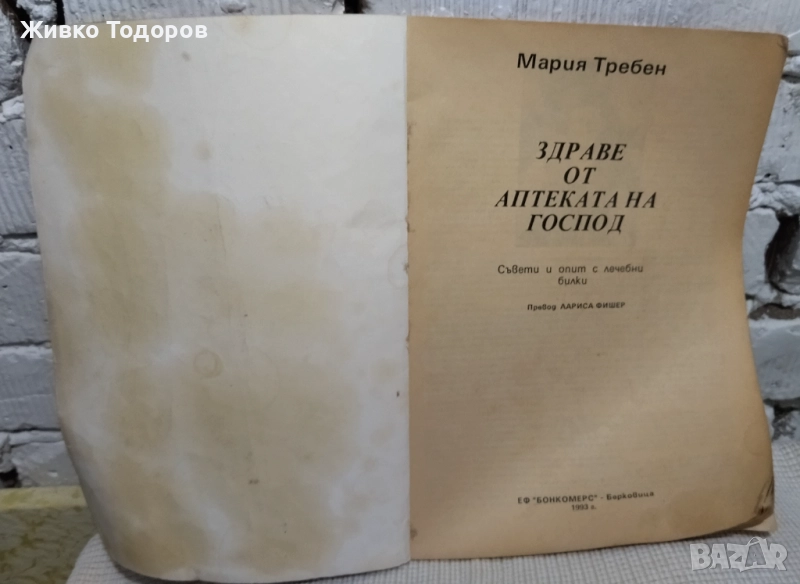 Живко Тодоров
Мария Требен
ЗДРАВЕ
ОТ
АПТЕКАТА НА
ГОСПОД
Съвети и опит с лечебни
билки
Превод ЛАРИСА ФИШЕР
ЕФ "БОНКОМЕРС" - Берковица
1993 г.
BAZAR